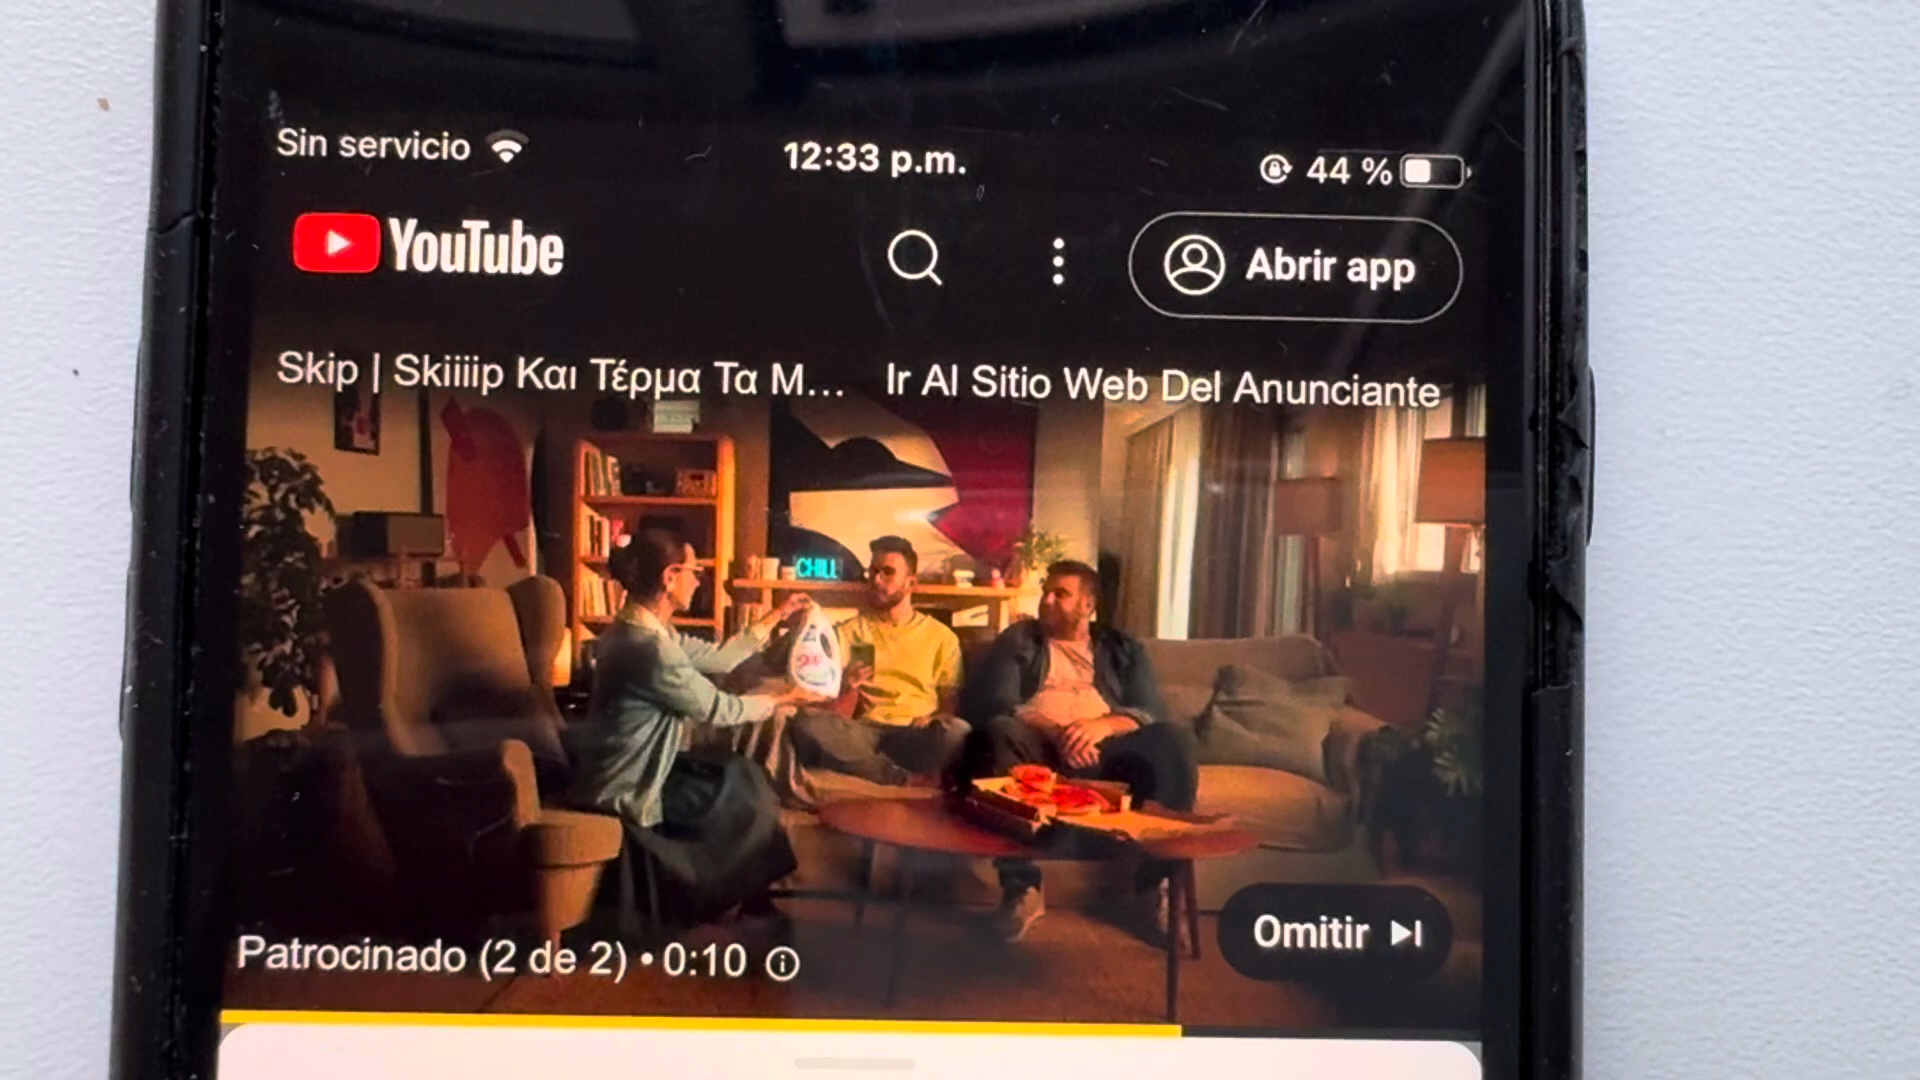 Sin servicio
12:33 p.m.
44 %
YouTube
Abrir app
Skip | Skiiiip Και Τέρμα Τα Μ...
Ir Al Sitio Web Del Anunciante
CHILL
Patrocinado (2 de 2) • 0:10
Omitir